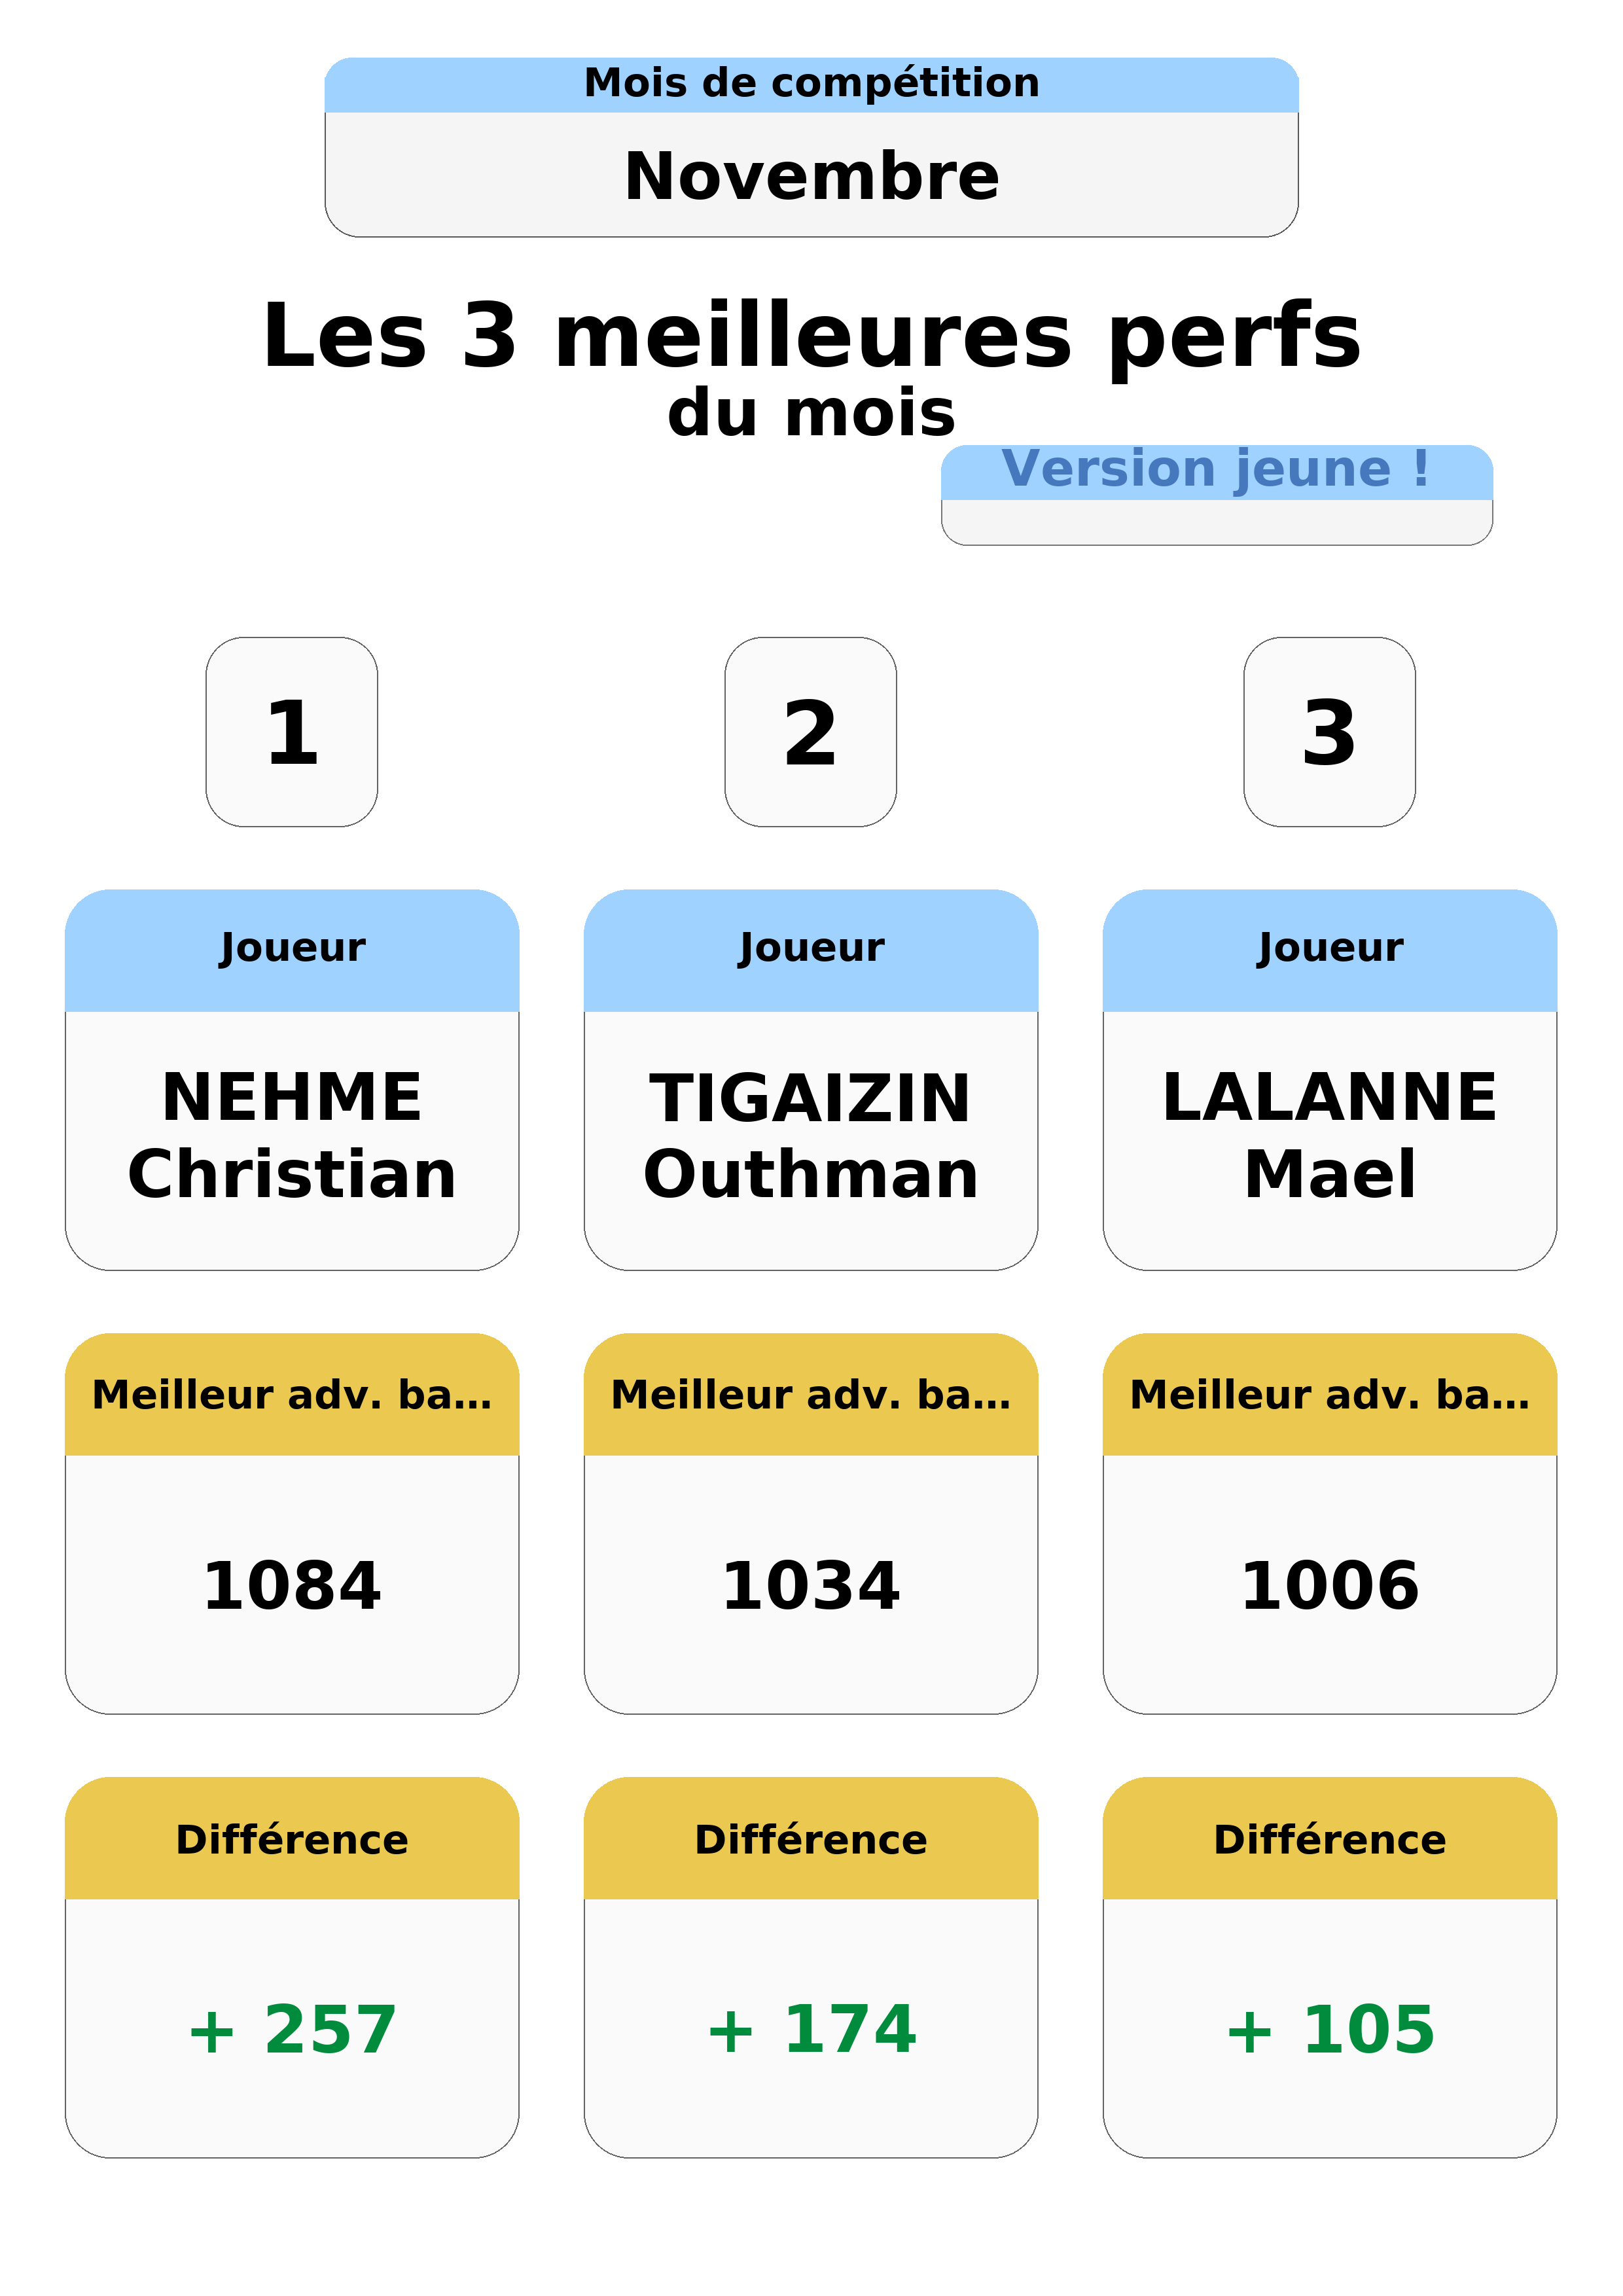 Mois de compétition
Novembre
Les 3 meilleures perfs
du mois
Version jeune !
1
2
3
Joueur
Joueur
Joueur
NEHME
Christian
TIGAIZIN
Outhman
LALANNE
Mael
Meilleur adv. ba…
Meilleur adv. ba…
Meilleur adv. ba…
1084
1034
1006
Différence
Différence
Différence
+ 257
+ 174
+ 105